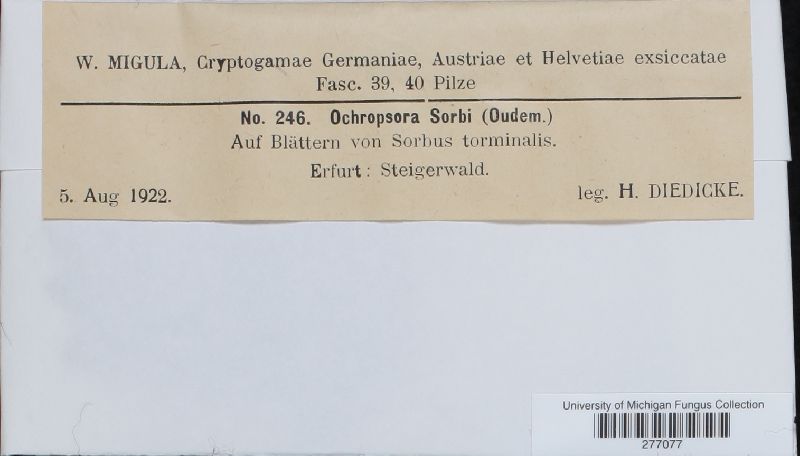 W. MIGULA, Cryptogamae Germaniae, Austriae et Helvetiae exsiccatae
Fasc. 39, 40 Pilze
No. 246. Ochropsora Sorbi (Oudem.)
Auf Blättern von Sorbus torminalis.
Erfurt: Steigerwald.
5. Aug 1922.
leg. H. DIEDICKE.
University of Michigan Fungus Collection
277077